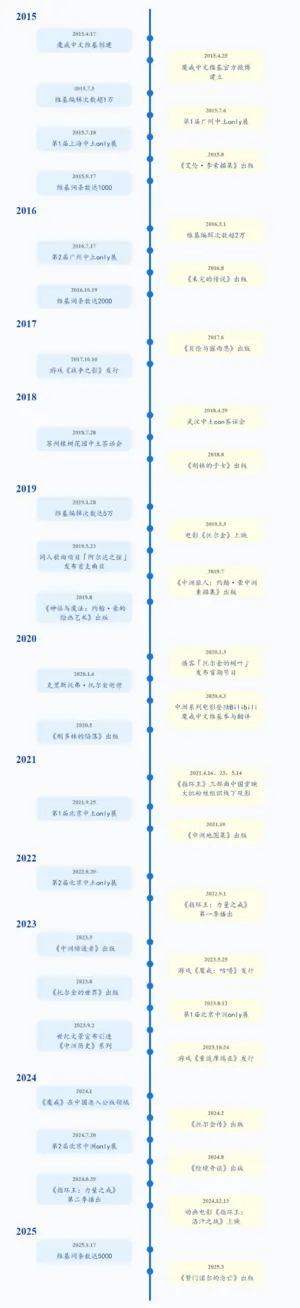 2015
2015.4.17
魔戒中文维基创建
2015.4.25
魔戒中文维基官方微博
建立
2015.7.3
维基编辑次数超1万
2015.7.4
第1届广州中土only展
2015.7.18
第1届上海中土only展
2015.8
《艾伦·李素描集》出版
2015.9.17
维基词条数达1000
2016
2016.3.1
维基编辑次数超2万
2016.7.17
第2届广州中土only展
2016.8
《未完的传说》出版
2016.10.19
维基词条数达2000
2017
2017.6
《贝伦与露西恩》出版
2017.10.10
游戏《战争之影》发行
2018
2018.4.29
武汉中土con茶话会
2018.7.28
苏州橡树花园中土茶话会
2018.8
《胡林的子女》出版
2019
2019.1.28
维基编辑次数达5万
2019.5.3
电影《托尔金》上映
2019.5.23
同人歌曲项目「阿尔达之弦」
发布首支曲目
2019.7
《中洲旅人：约翰·豪中洲
素描集》出版
2019.8
《神话与魔法：约翰·豪的
绘画艺术》出版
2020
2020.1.3
播客「托尔金的树叶」
发布首期节目
克里斯托弗·托尔金逝世
2020.4.3
中洲系列电影登陆Bilibili
魔戒中文维基参与翻译
2020.5
《刚多林的陷落》出版
2021
2021.4.16，23，5.14
《指环王》三部曲中国重映
大批粉丝组织线下观影
2021.9.25
第1届北京中土only展
2021.10
《中洲地图集》出版
2022
2022.8.20
第2届北京中土only展
2022.9.1
《指环王：力量之戒》
第一季播出
2023
2023.5
《中洲缔造者》出版
2023.5.25
游戏《魔戒：咕噜》发行
2023.8
《托尔金的世界》出版
2023.8.12
第1届北京中洲only展
2023.9.2
世纪文景宣布引进
《中洲历史》系列
2023.10.24
游戏《重返摩瑞亚》发行
2024
2024.1
《魔戒》在中国进入公版领域
2024.2
《托尔金传》出版
2024.7.20
第2届北京中洲only展
2024.8
《险境奇谈》出版
2024.8.29
《指环王：力量之戒》
第二季播出
2024.12.13
动画电影《指环王：
洛汗之战》上映
2025
2025.1.17
维基词条数达5000
2025.3
《努门诺尔的沦亡》出版